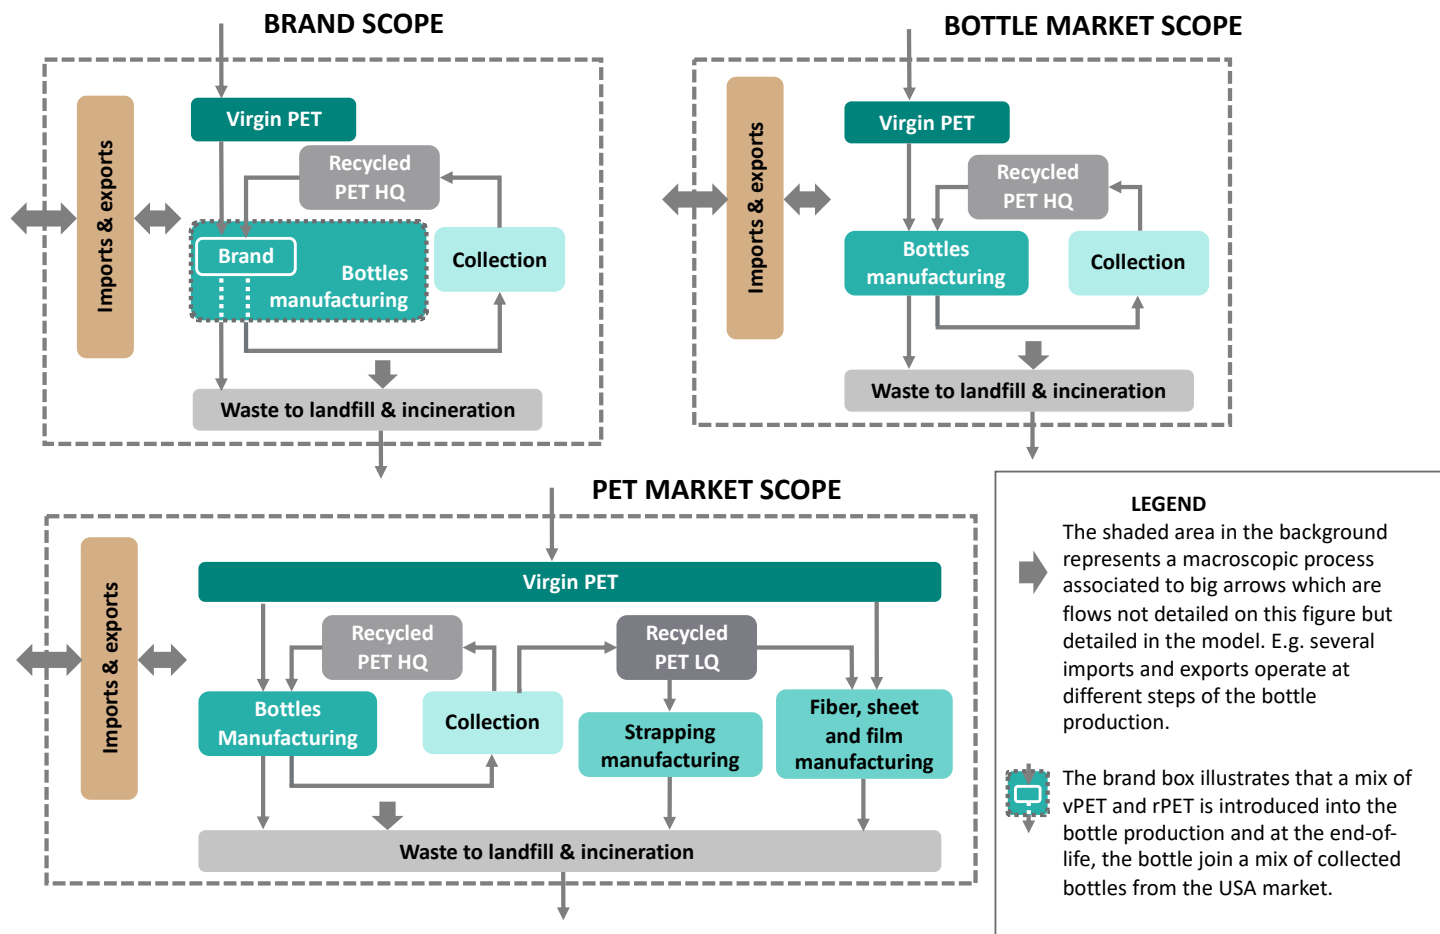 BRAND SCOPE
Imports & exports
Virgin PET
Recycled
PET HQ
Brand
Bottles
manufacturing
Collection
Waste to landfill & incineration
BOTTLE MARKET SCOPE
Imports & exports
Virgin PET
Recycled
PET HQ
Bottles
manufacturing
Collection
Waste to landfill & incineration
PET MARKET SCOPE
Imports & exports
Virgin PET
Recycled
PET HQ
Recycled
PET LQ
Bottles
Manufacturing
Collection
Strapping
manufacturing
Fiber, sheet
and film
manufacturing
Waste to landfill & incineration
LEGEND
The shaded area in the background
represents a macroscopic process
associated to big arrows which are
flows not detailed on this figure but
detailed in the model. E.g. several
imports and exports operate at
different steps of the bottle
production.
The brand box illustrates that a mix of
vPET and rPET is introduced into the
bottle production and at the end-of-
life, the bottle join a mix of collected
bottles from the USA market.